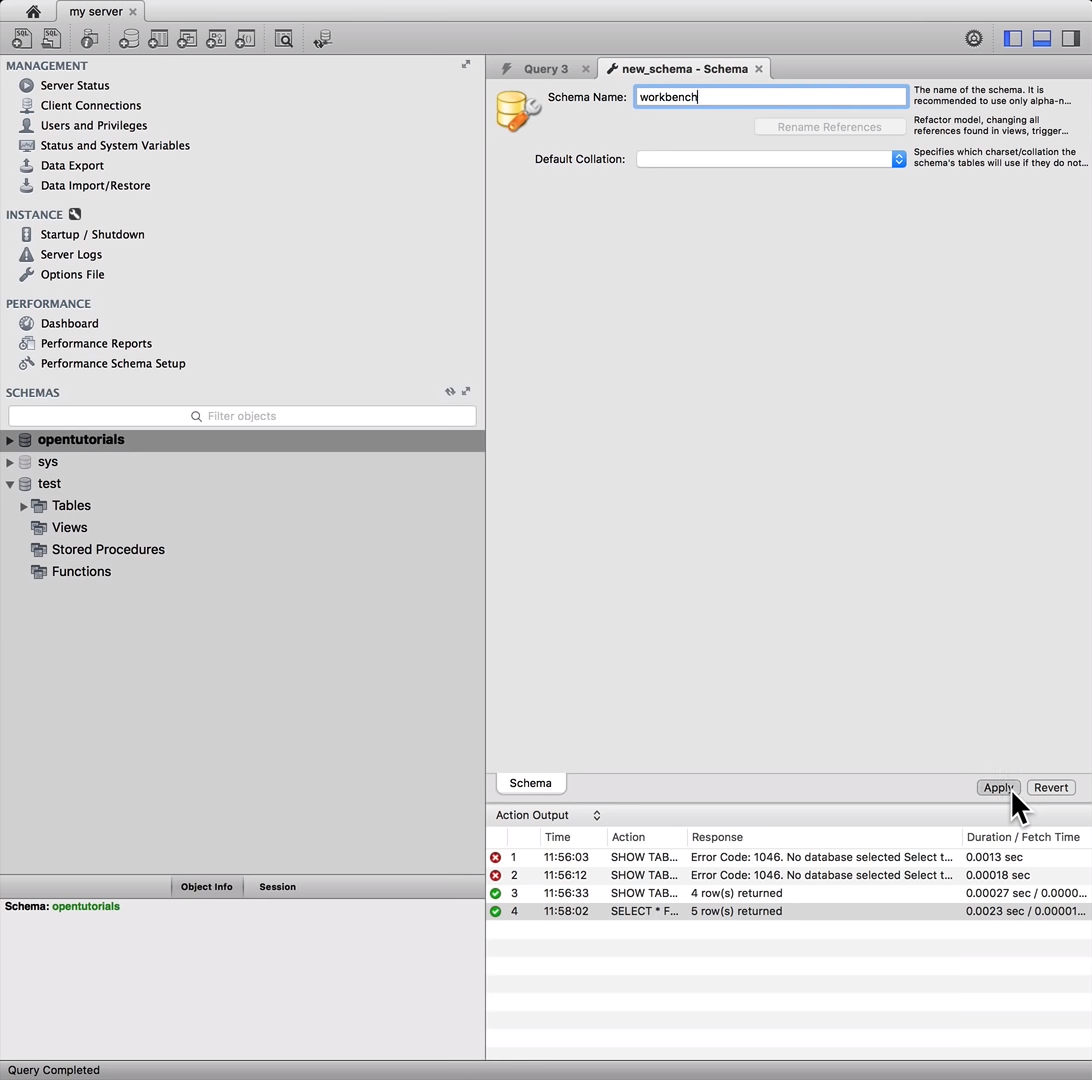 my server
SQL
SQL
MANAGEMENT
Server Status
Client Connections
Users and Privileges
Status and System Variables
Data Export
Data Import/Restore
INSTANCE
Startup / Shutdown
Server Logs
Options File
PERFORMANCE
Dashboard
Performance Reports
Performance Schema Setup
SCHEMAS
Filter objects
opentutorials
sys
test
Tables
Views
Stored Procedures
Functions
Object Info Session
Schema: opentutorials
Query 3
new_schema - Schema
Schema Name: workbench
The name of the schema. It is
recommended to use only alpha-n...
Rename References
Refactor model, changing all
references found in views, trigger...
Default Collation:
Specifies which charset/collation the
schema's tables will use if they do not...
Schema
Apply Revert
Action Output
Time Action Response Duration / Fetch Time
1 11:56:03 SHOW TAB... Error Code: 1046. No database selected Select t... 0.0013 sec
2 11:56:12 SHOW TAB... Error Code: 1046. No database selected Select t... 0.00018 sec
3 11:56:33 SHOW TAB... 4 row(s) returned 0.00027 sec / 0.0000...
4 11:58:02 SELECT * F... 5 row(s) returned 0.0023 sec / 0.00001...
Query Completed